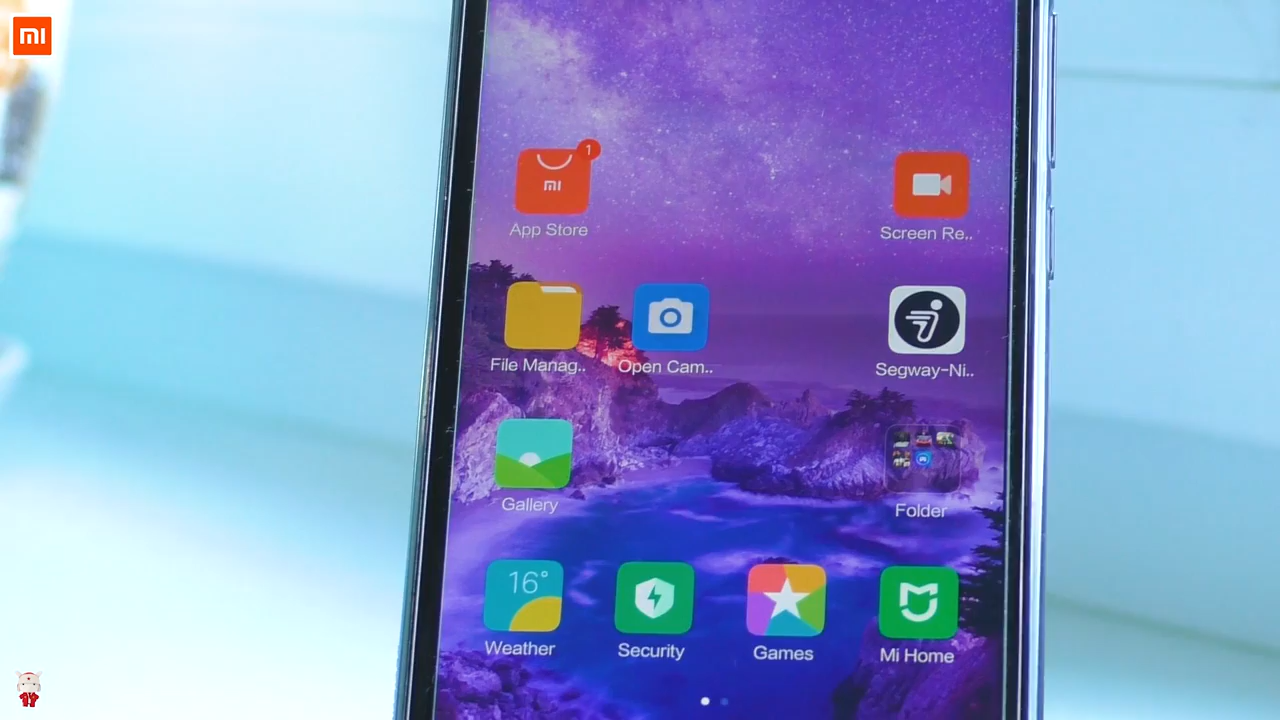 mi
1
mi
App Store
Screen Re..
File Manag..
Open Cam..
Segway-Ni..
Gallery
Folder
16°
Weather
Security
Games
Mi Home